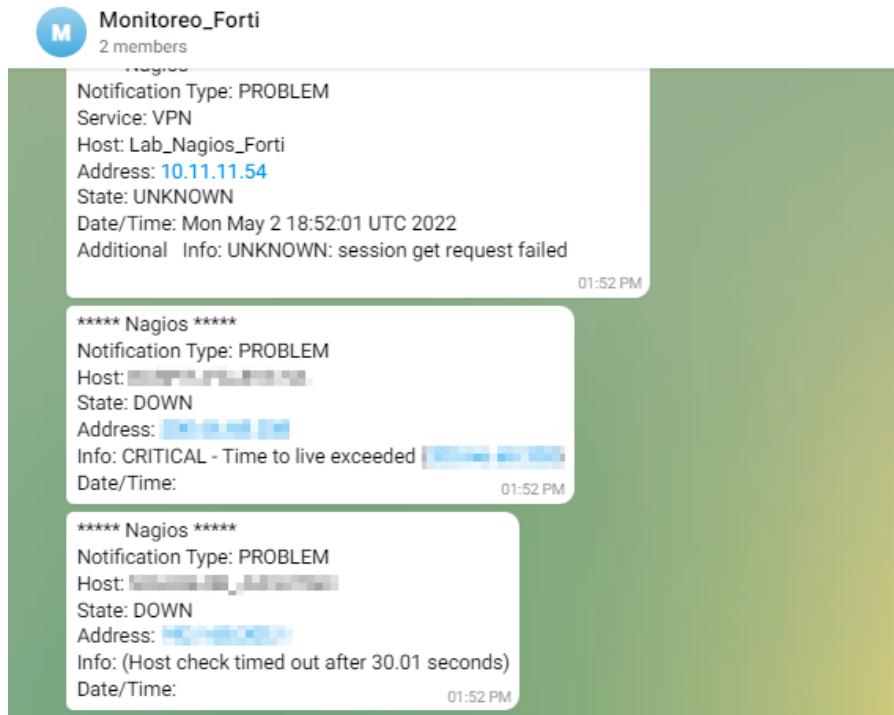 M
Monitoreo_Forti
2 members
Nagios
Notification Type: PROBLEM
Service: VPN
Host: Lab_Nagios_Forti
Address: 10.11.11.54
State: UNKNOWN
Date/Time: Mon May 2 18:52:01 UTC 2022
Additional Info: UNKNOWN: session get request failed
01:52 PM
***** Nagios *****
Notification Type: PROBLEM
Host:
State: DOWN
Address:
Info: CRITICAL - Time to live exceeded (
Date/Time:
01:52 PM
***** Nagios *****
Notification Type: PROBLEM
Host:
State: DOWN
Address:
Info: (Host check timed out after 30.01 seconds)
Date/Time:
01:52 PM